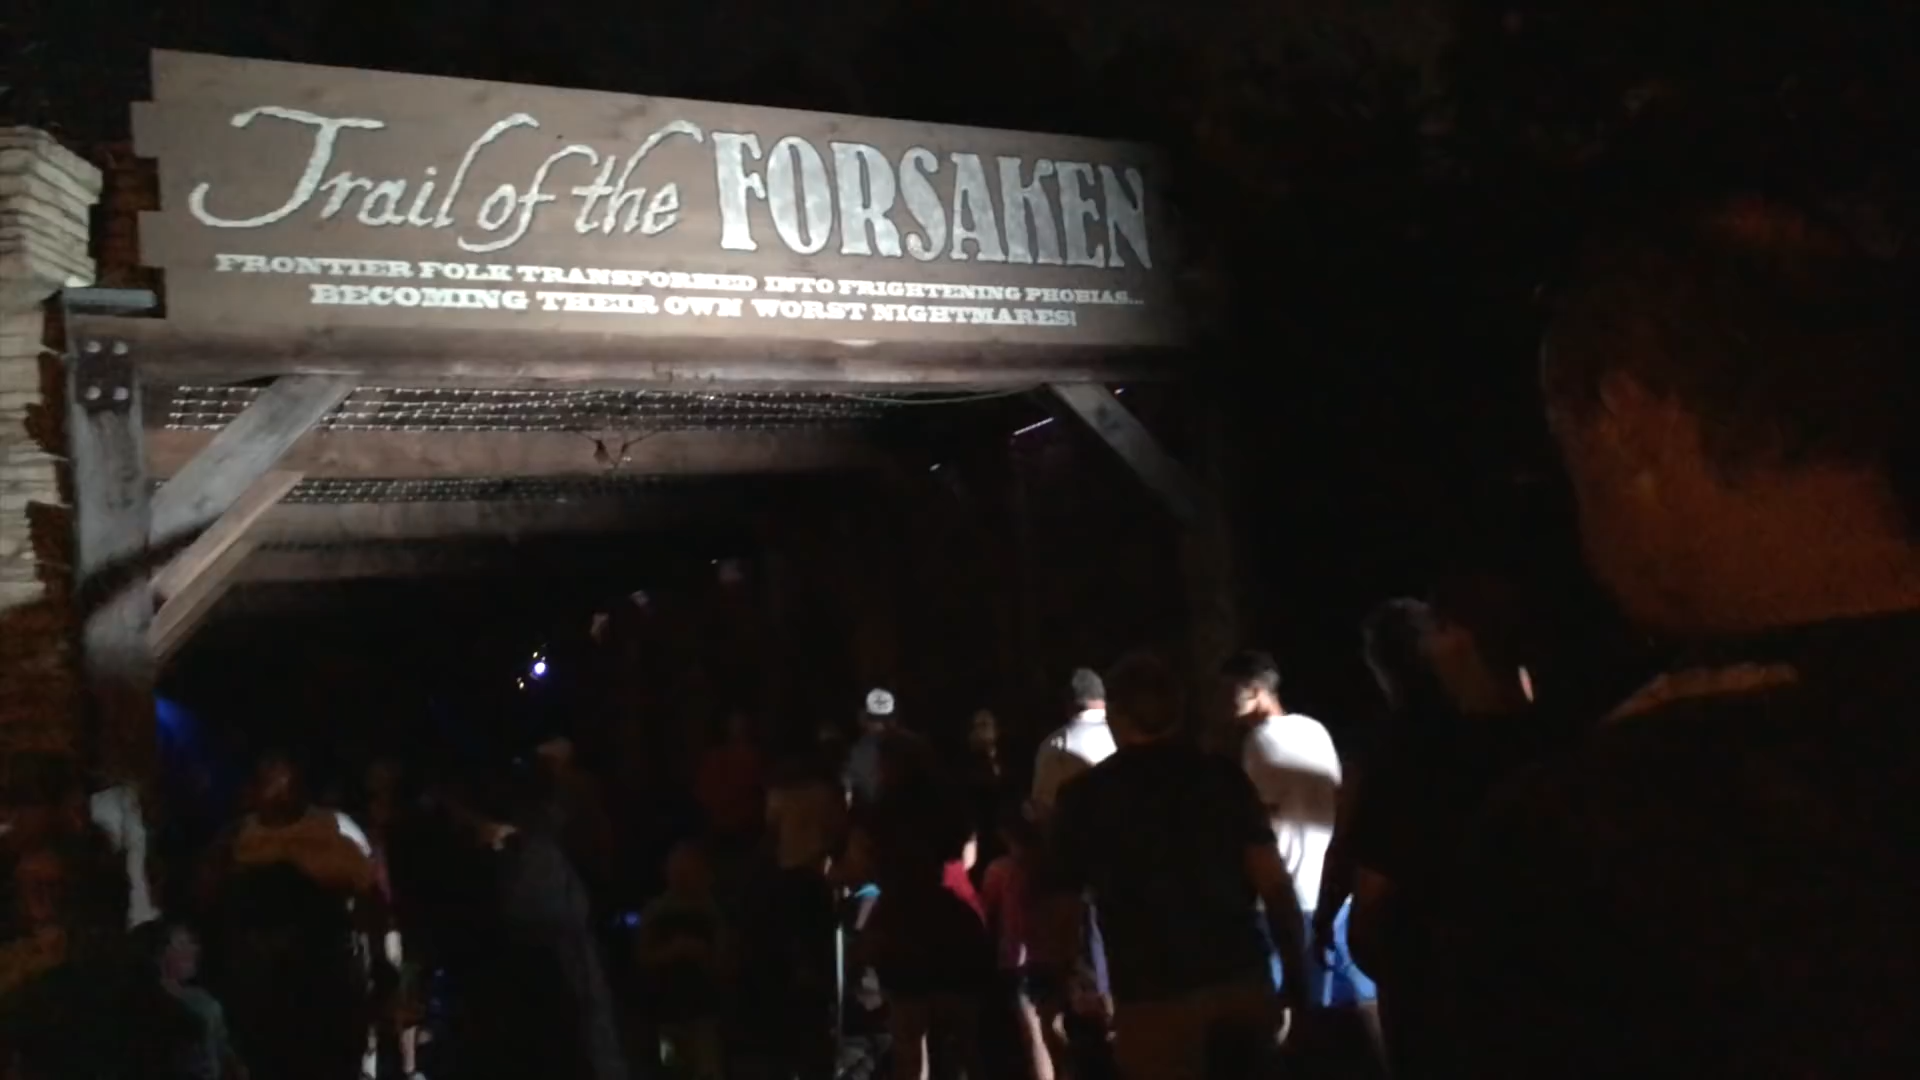 Trail of the FORSAKEN
FRONTIER FOLK TRANSFORMED INTO FRIGHTENING PHOBIAS...
BECOMING THEIR OWN WORST NIGHTMARES!